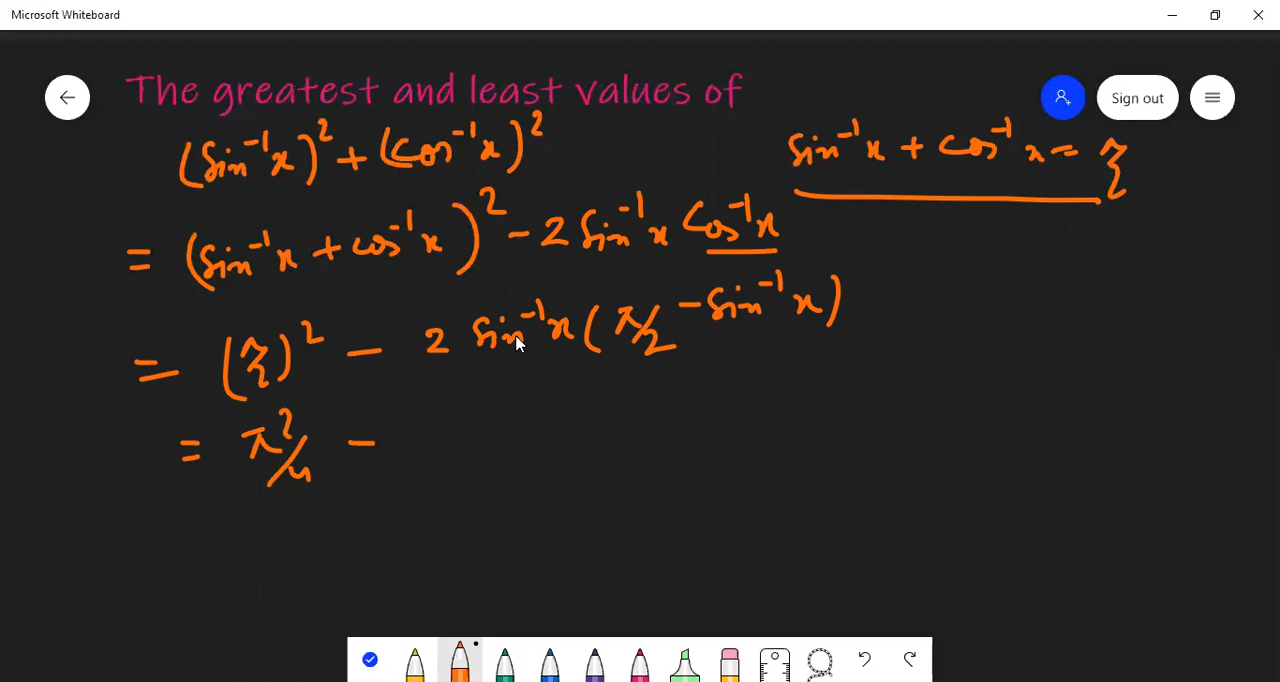 Microsoft Whiteboard
The greatest and least values of
Sign out
(sin⁻¹x)² + (cos⁻¹x)²
sin⁻¹x + cos⁻¹x =
= (sin⁻¹x + cos⁻¹x)² - 2 sin⁻¹x cos⁻¹x
= ( )² - 2 sin⁻¹x (π/2 - sin⁻¹x)
= π²/4 -